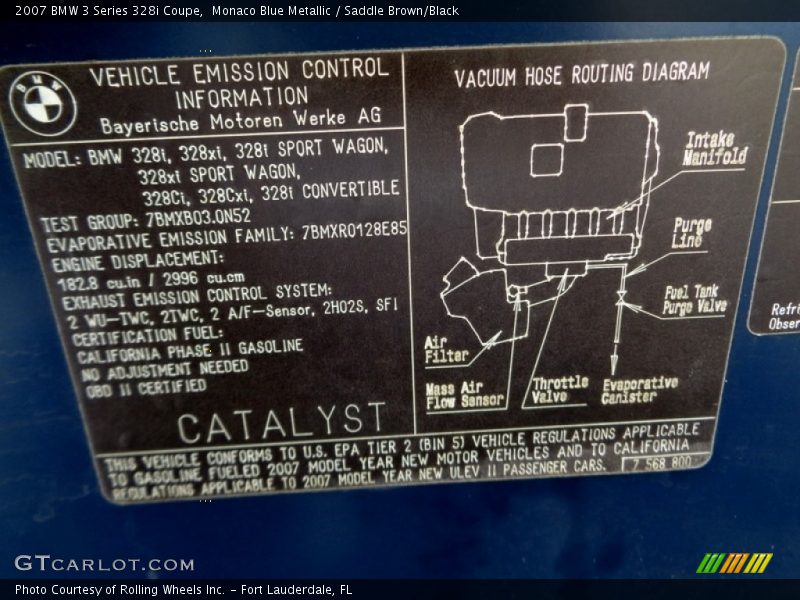 2007 BMW 3 Series 328i Coupe, Monaco Blue Metallic / Saddle Brown/Black
BMW
VEHICLE EMISSION CONTROL
INFORMATION
Bayerische Motoren Werke AG
MODEL: BMW 328i, 328xi, 328i SPORT WAGON,
328xi SPORT WAGON,
328Ci, 328Cxi, 328i CONVERTIBLE
TEST GROUP: 7BMXB03.0N52
EVAPORATIVE EMISSION FAMILY: 7BMXR0128E85
ENGINE DISPLACEMENT:
182.8 cu.in / 2996 cu.cm
EXHAUST EMISSION CONTROL SYSTEM:
2 WU-TWC, 2TWC, 2 A/F-Sensor, 2HO2S, SFI
CERTIFICATION FUEL:
CALIFORNIA PHASE II GASOLINE
NO ADJUSTMENT NEEDED
OBD II CERTIFIED
CATALYST
VACUUM HOSE ROUTING DIAGRAM
Intake
Manifold
Purge
Line
Fuel Tank
Purge Valve
Air
Filter
Mass Air
Flow Sensor
Throttle
Valve
Evaporative
Canister
THIS VEHICLE CONFORMS TO U.S. EPA TIER 2 (BIN 5) VEHICLE REGULATIONS APPLICABLE
TO GASOLINE FUELED 2007 MODEL YEAR NEW MOTOR VEHICLES AND TO CALIFORNIA
REGULATIONS APPLICABLE TO 2007 MODEL YEAR NEW ULEV II PASSENGER CARS.
7 568 800
Refri
Obser
GTCARLOT.COM
Photo Courtesy of Rolling Wheels Inc. – Fort Lauderdale, FL